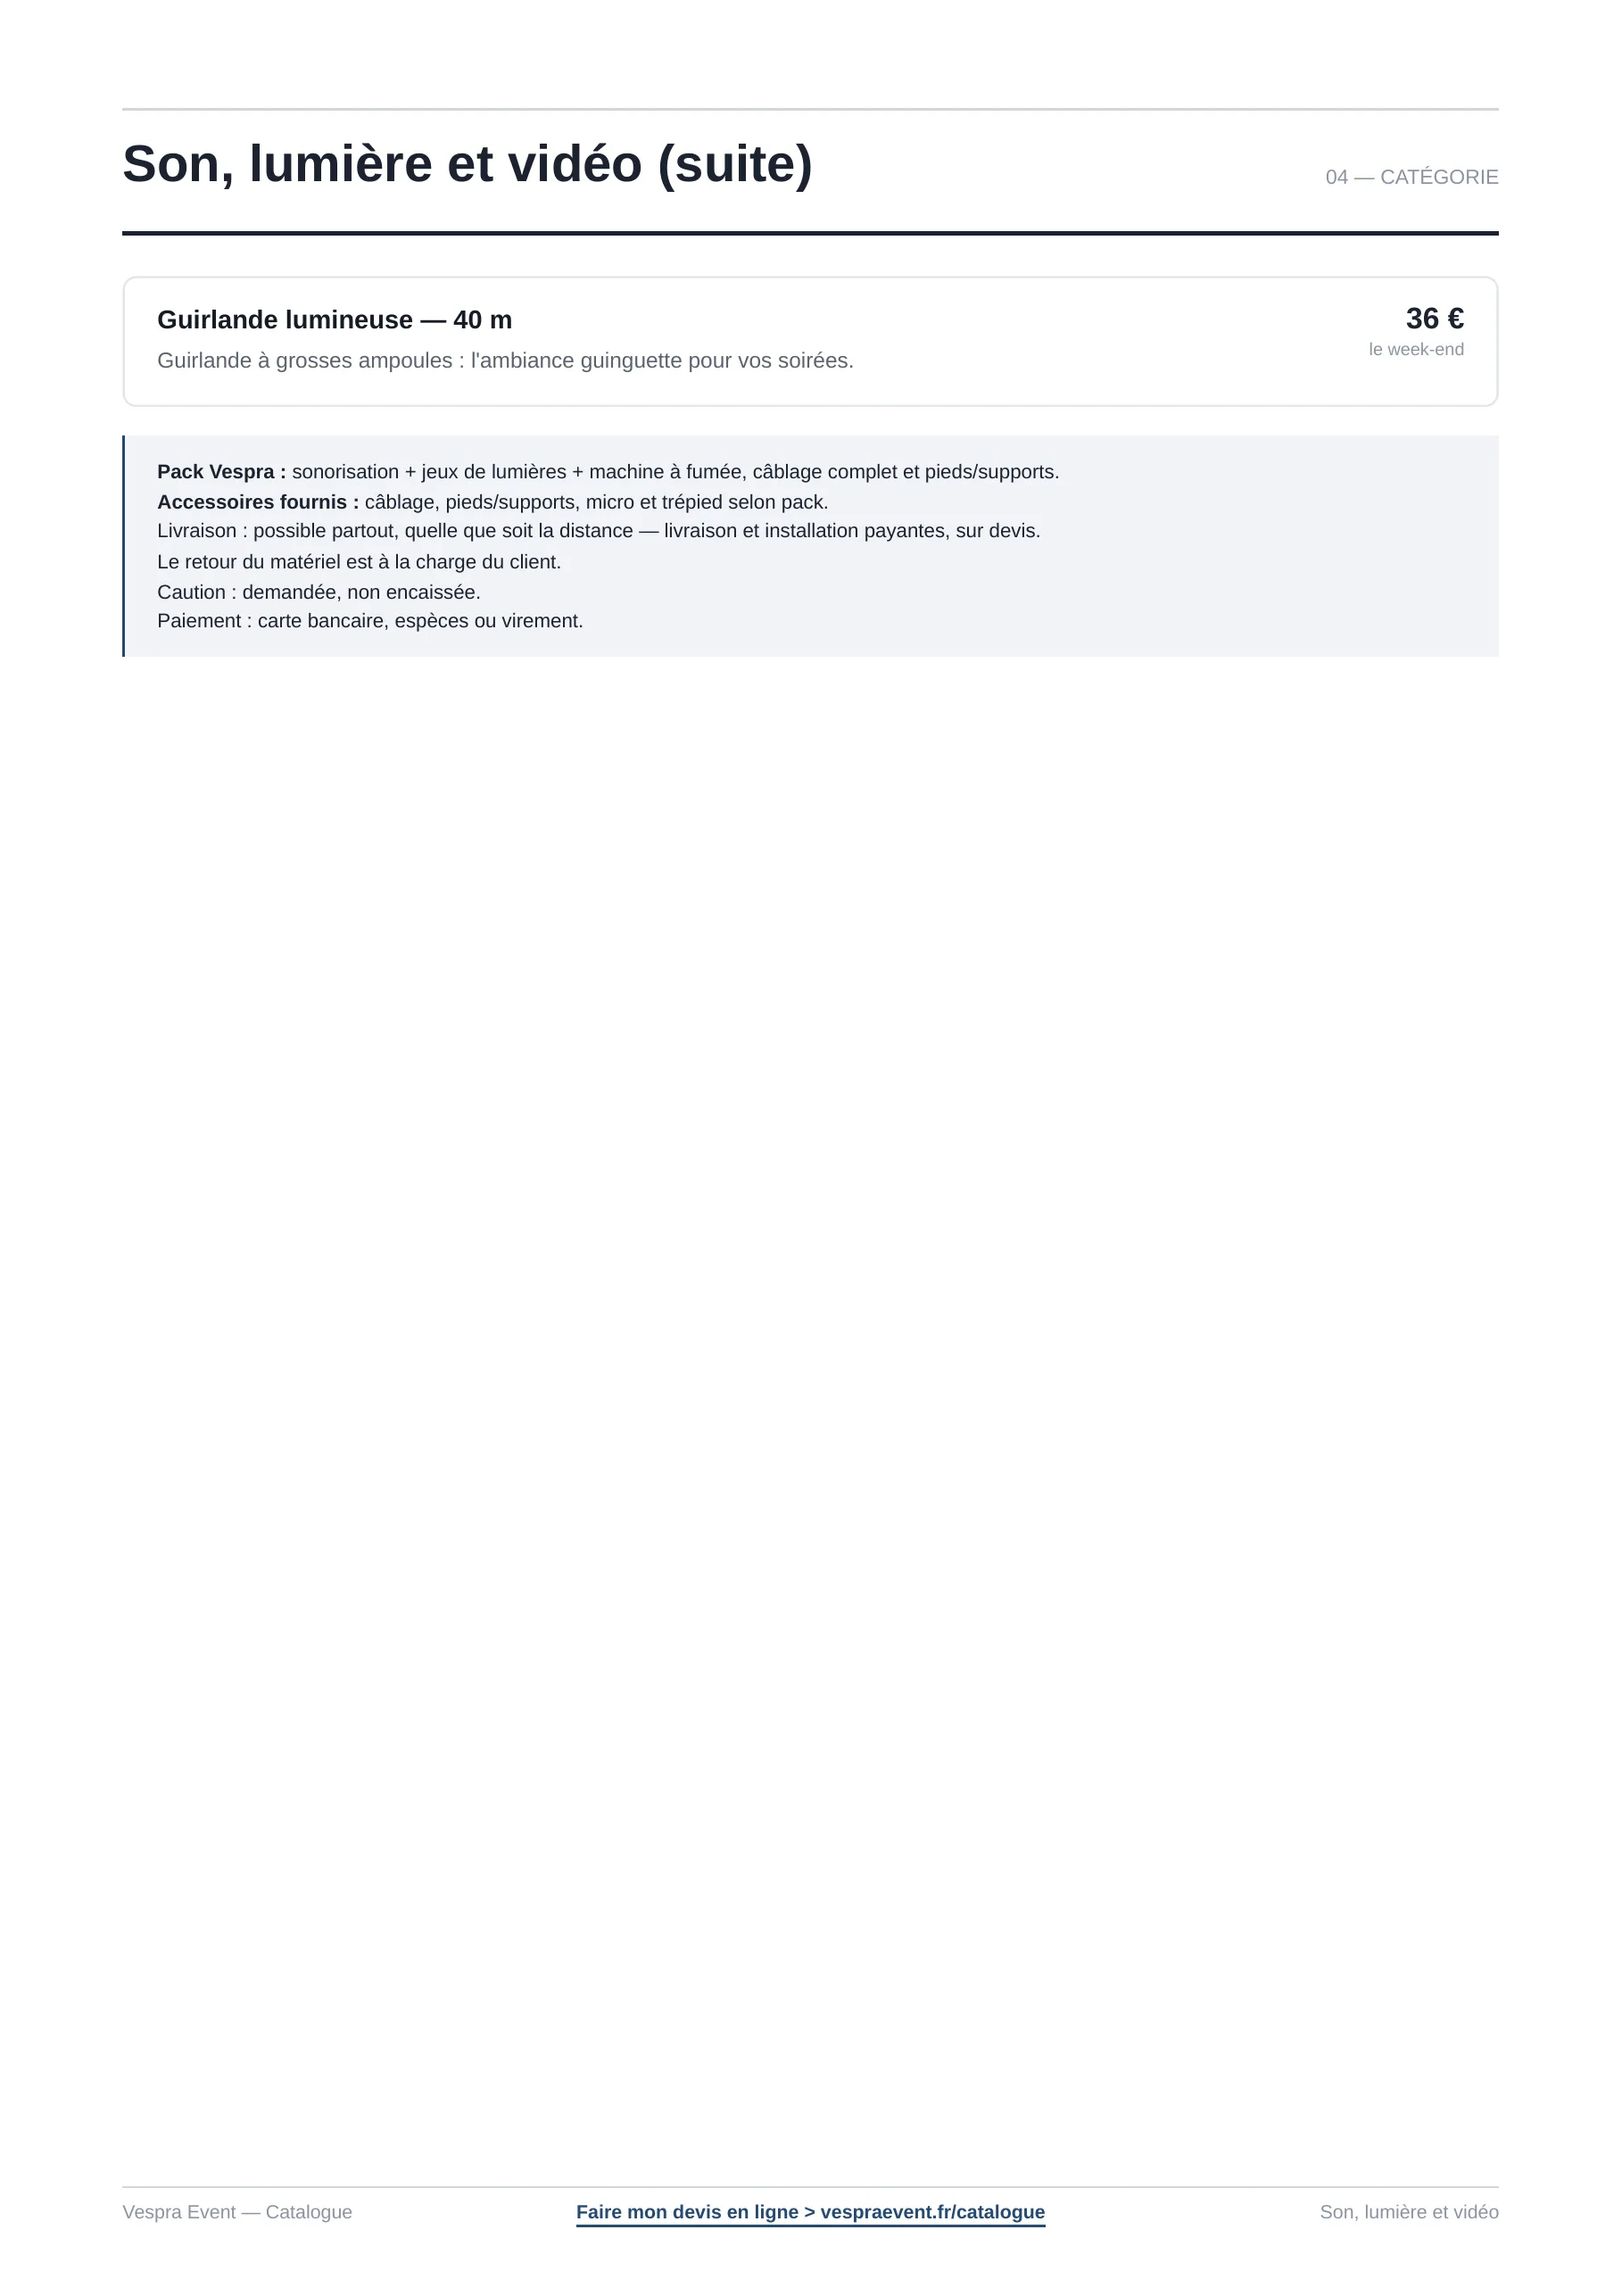 Son, lumière et vidéo (suite)
04 — CATÉGORIE
Guirlande lumineuse — 40 m
36 €
Guirlande à grosses ampoules : l'ambiance guinguette pour vos soirées.
le week-end
Pack Vespra : sonorisation + jeux de lumières + machine à fumée, câblage complet et pieds/supports.
Accessoires fournis : câblage, pieds/supports, micro et trépied selon pack.
Livraison : possible partout, quelle que soit la distance — livraison et installation payantes, sur devis.
Le retour du matériel est à la charge du client.
Caution : demandée, non encaissée.
Paiement : carte bancaire, espèces ou virement.
Vespra Event — Catalogue
Faire mon devis en ligne > vespraevent.fr/catalogue
Son, lumière et vidéo